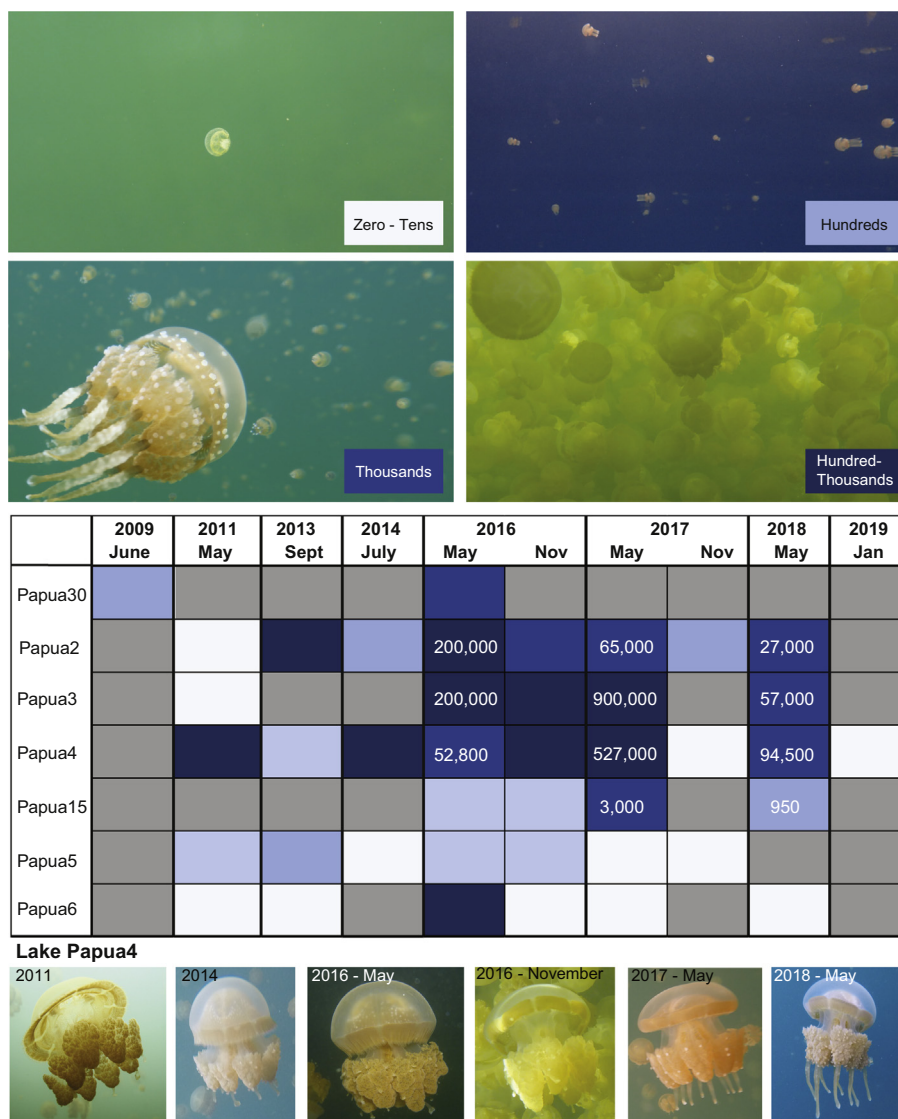 Zero - Tens
Hundreds
Thousands
Hundred-
Thousands
2009 2011 2013 2014 2016 2017 2018 2019
June May Sept July May Nov May Nov May Jan
Papua30
Papua2 200,000 65,000 27,000
Papua3 200,000 900,000 57,000
Papua4 52,800 527,000 94,500
Papua15 3,000 950
Papua5
Papua6
Lake Papua4
2011 2014 2016 - May 2016 - November 2017 - May 2018 - May